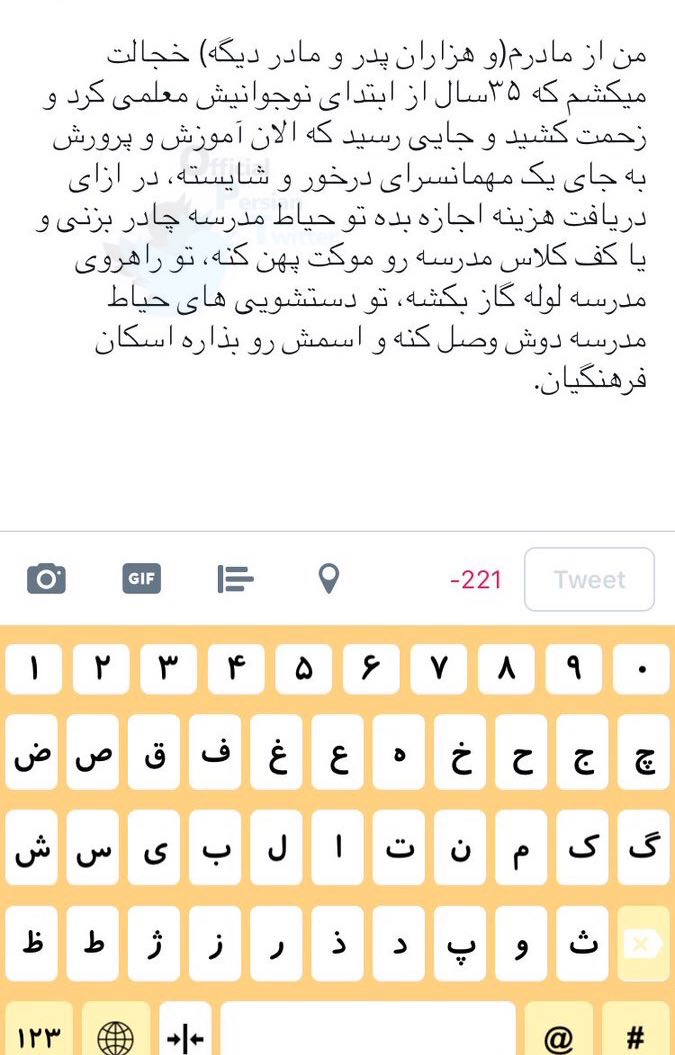 من از مادرم(و هزاران پدر و مادر دیگه) خجالت
میکشم که ۳۵سال از ابتدای نوجوانیش معلمی کرد و
زحمت کشید و جایی رسید که الان آموزش و پرورش
به جای یک مهمانسرای درخور و شایسته، در ازای
دریافت هزینه اجازه بده تو حیاط مدرسه چادر بزنی و
یا کف کلاس مدرسه رو موکت پهن کنه، تو راهروی
مدرسه لوله گاز بکشه، تو دستشویی های حیاط
مدرسه دوش وصل کنه و اسمش رو بذاره اسکان
فرهنگیان.
Official
Persian
Twitter
GIF -221 Tweet
۱ ۲ ۳ ۴ ۵ ۶ ۷ ۸ ۹ ۰
ض ص ق ف غ ع ه خ ح ج چ
ش س ی ب ل ا ت ن م ک گ
ظ ط ژ ز ر ذ د پ و ث
۱۲۳ @ #